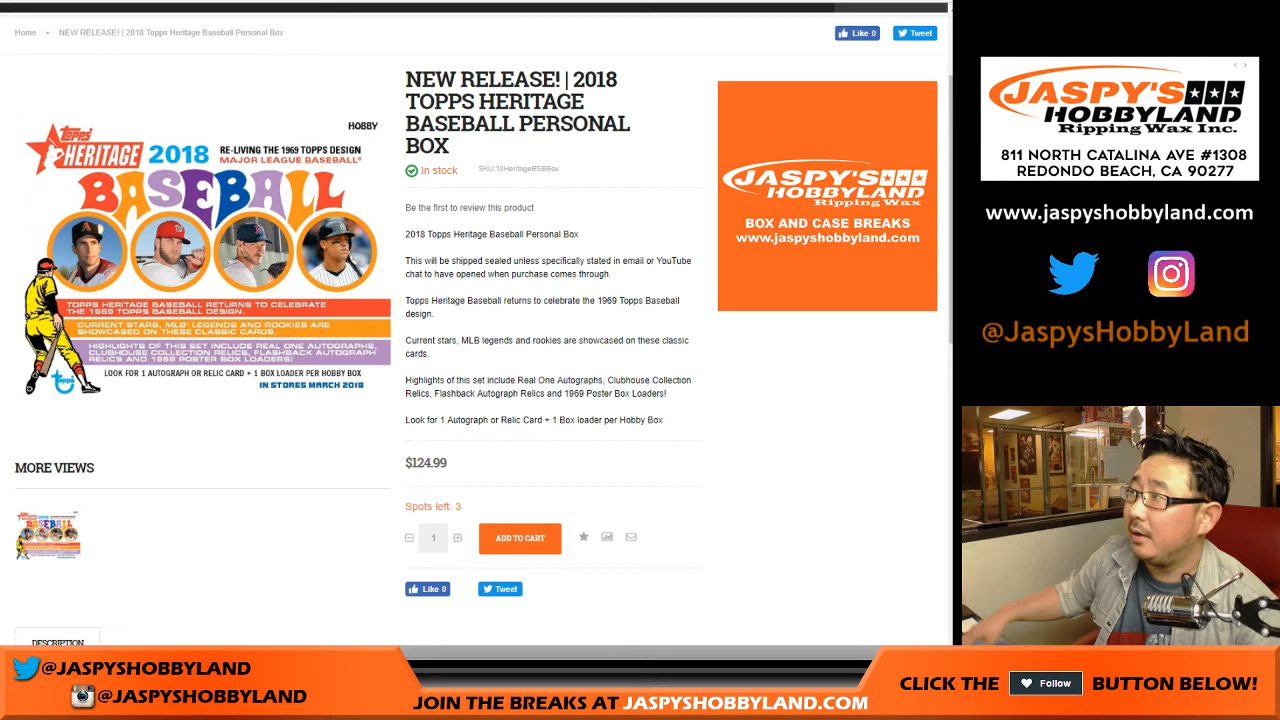 Home • NEW RELEASE! | 2018 Topps Heritage Baseball Personal Box
Like 0
Tweet
HOBBY
Topps HERITAGE 2018
RE-LIVING THE 1969 TOPPS DESIGN
MAJOR LEAGUE BASEBALL®
BASEBALL
TOPPS HERITAGE BASEBALL RETURNS TO CELEBRATE
THE 1969 TOPPS BASEBALL DESIGN.
CURRENT STARS, MLB® LEGENDS AND ROOKIES ARE
SHOWCASED ON THESE CLASSIC CARDS.
HIGHLIGHTS OF THIS SET INCLUDE REAL ONE AUTOGRAPHS,
CLUBHOUSE COLLECTION RELICS, FLASHBACK AUTOGRAPH
RELICS AND 1969 POSTER BOX LOADERS!
LOOK FOR 1 AUTOGRAPH OR RELIC CARD + 1 BOX LOADER PER HOBBY BOX
Topps
IN STORES MARCH 2018
MORE VIEWS
DESCRIPTION
NEW RELEASE! | 2018
TOPPS HERITAGE
BASEBALL PERSONAL
BOX
In stock
SKU:18HeritageBSBBox
Be the first to review this product
2018 Topps Heritage Baseball Personal Box
This will be shipped sealed unless specifically stated in email or YouTube
chat to have opened when purchase comes through.
Topps Heritage Baseball returns to celebrate the 1969 Topps Baseball
design.
Current stars, MLB legends and rookies are showcased on these classic
cards.
Highlights of this set include Real One Autographs, Clubhouse Collection
Relics, Flashback Autograph Relics and 1969 Poster Box Loaders!
Look for 1 Autograph or Relic Card + 1 Box loader per Hobby Box
$124.99
Spots left: 3
1
ADD TO CART
Like 0
Tweet
JASPY'S
HOBBYLAND
Ripping Wax
BOX AND CASE BREAKS
www.jaspyshobbyland.com
JASPY'S
HOBBYLAND
Ripping Wax Inc.
811 NORTH CATALINA AVE #1308
REDONDO BEACH, CA 90277
www.jaspyshobbyland.com
@JaspysHobbyLand
@JASPYSHOBBYLAND
@JASPYSHOBBYLAND
JOIN THE BREAKS AT JASPYSHOBBYLAND.COM
CLICK THE Follow BUTTON BELOW!